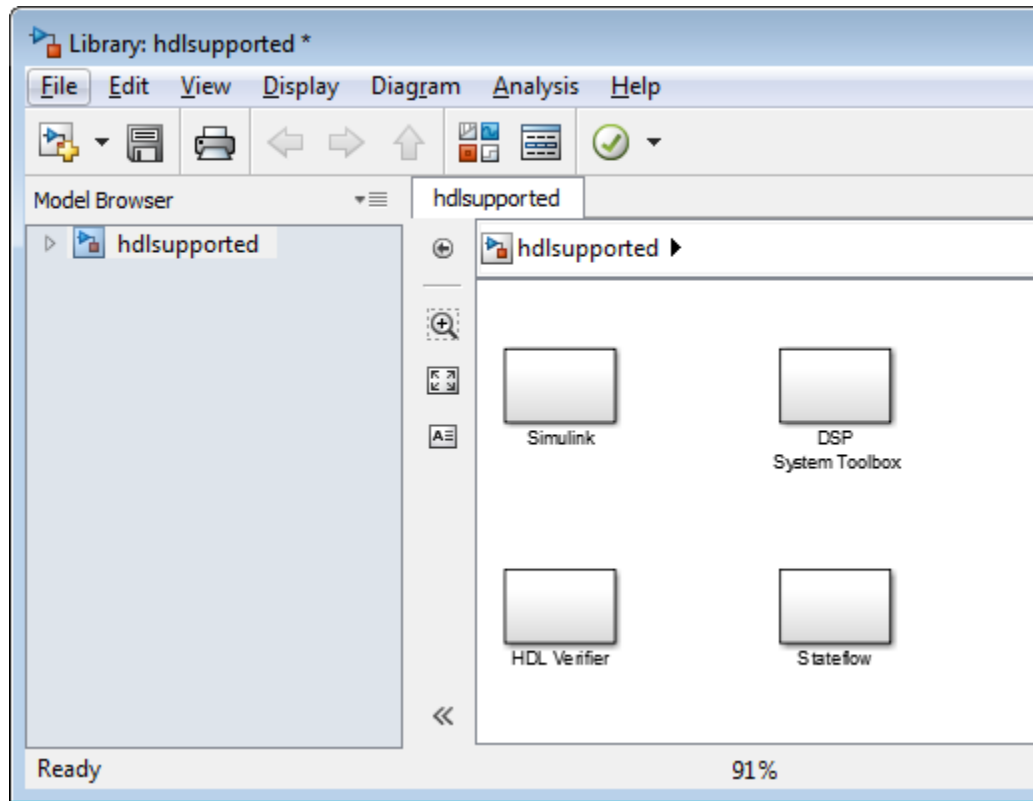 Library: hdlsupported *
File Edit View Display Diagram Analysis Help
Model Browser
hdlsupported
hdlsupported
hdlsupported
Simulink
DSP
System Toolbox
HDL Verifier
Stateflow
Ready
91%